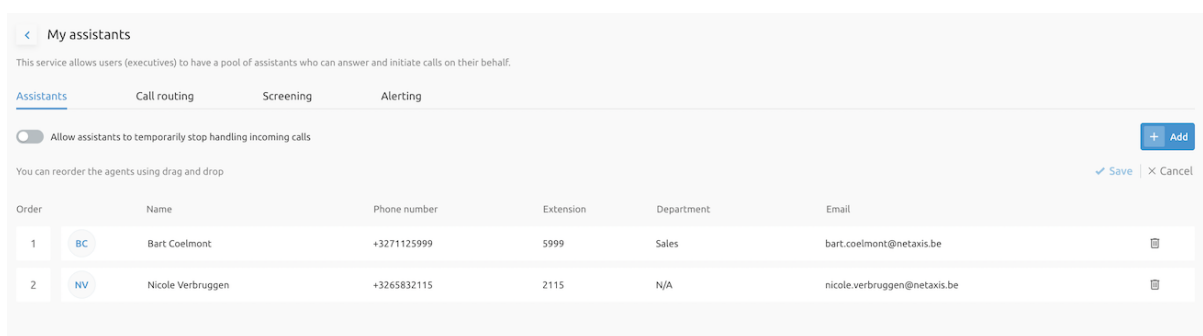 My assistants
This service allows users (executives) to have a pool of assistants who can answer and initiate calls on their behalf.
Assistants Call routing Screening Alerting
Allow assistants to temporarily stop handling incoming calls + Add
You can reorder the agents using drag and drop Save Cancel
Order Name Phone number Extension Department Email
1 BC Bart Coelmont +3271125999 5999 Sales bart.coelmont@netaxis.be
2 NV Nicole Verbruggen +3265832115 2115 N/A nicole.verbruggen@netaxis.be